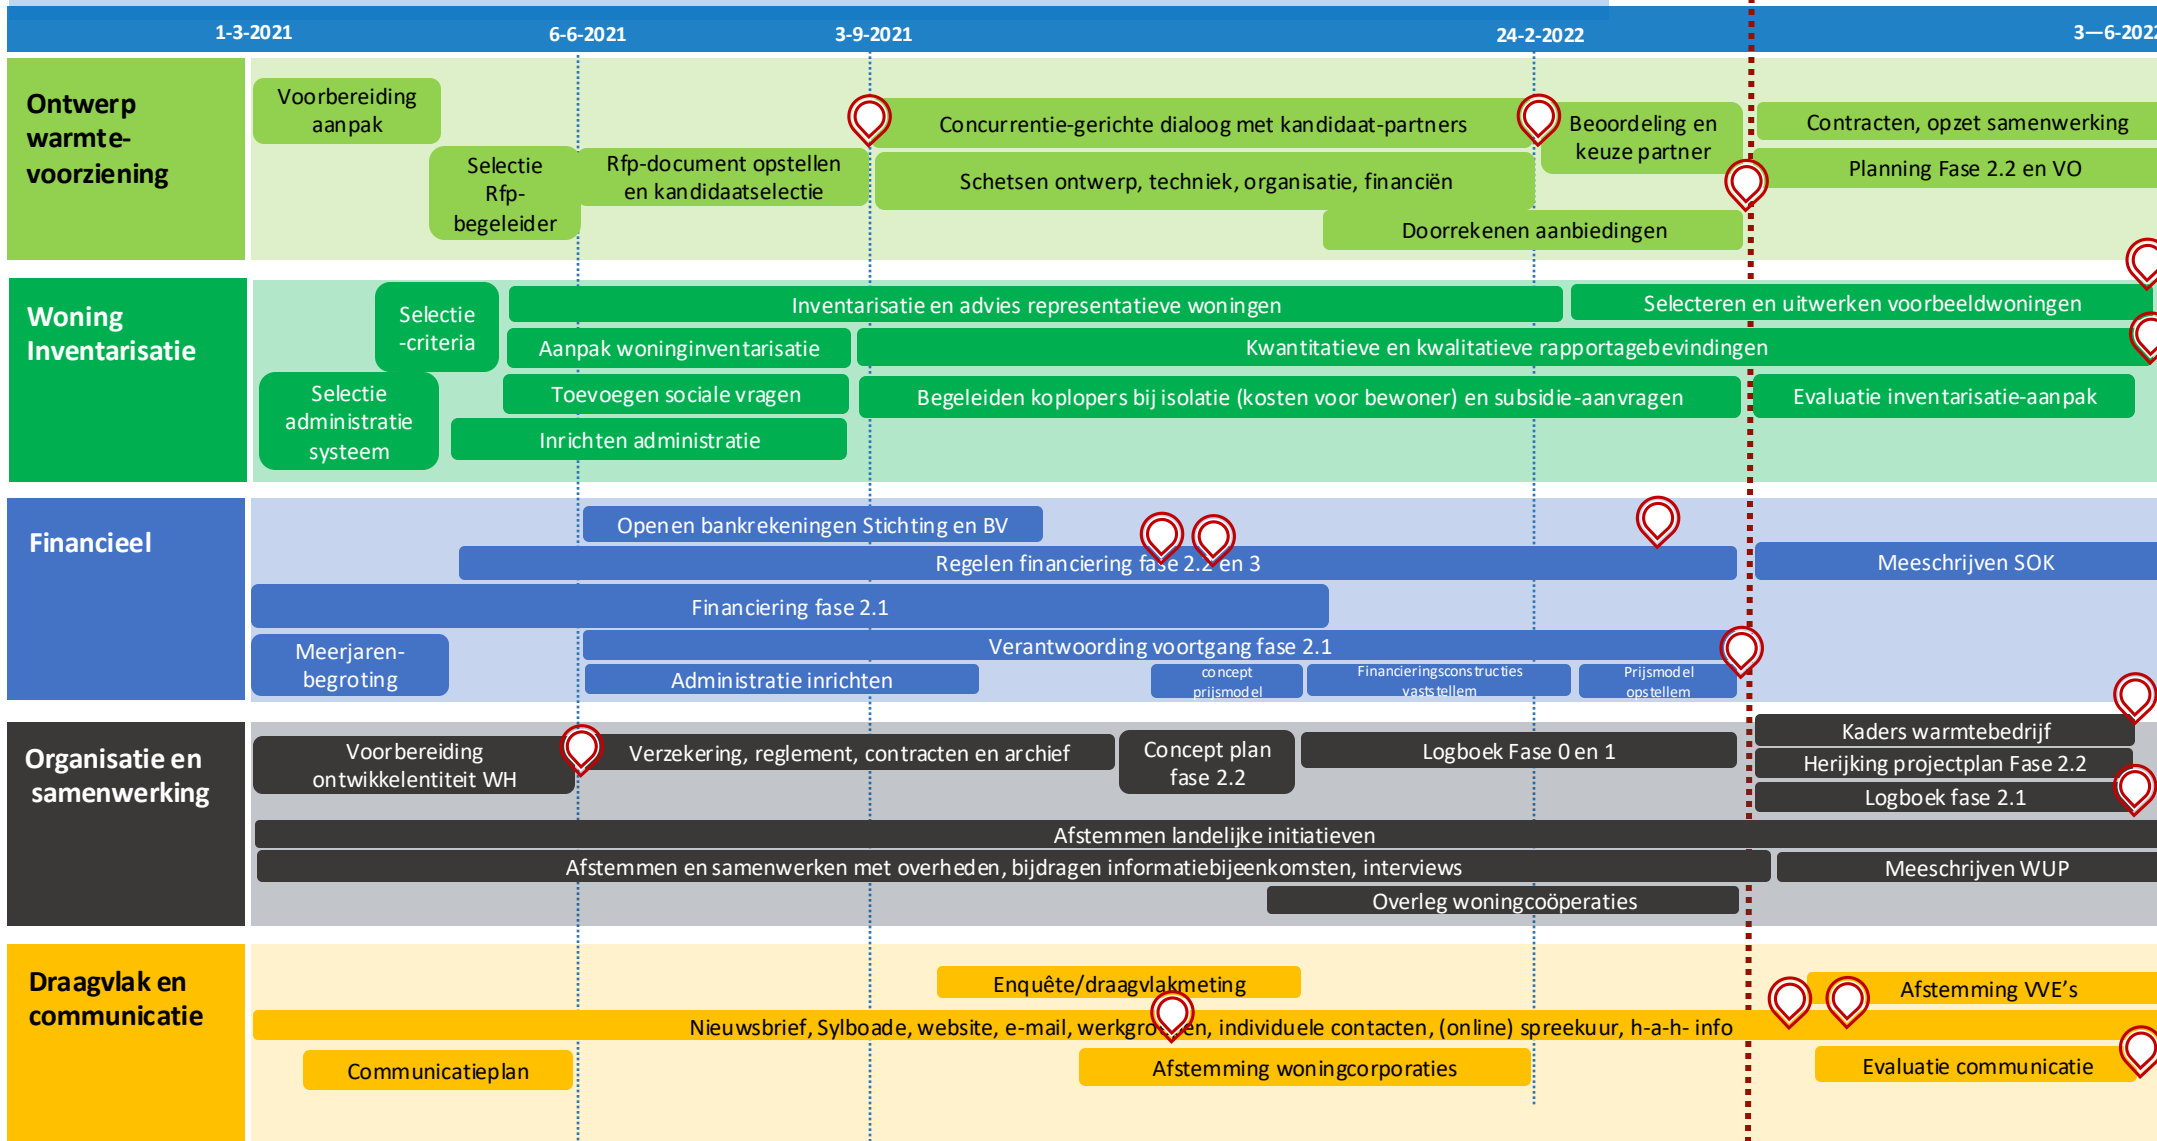 1-3-2021
6-6-2021
3-9-2021
24-2-2022
3—6-2022
Ontwerp
warmte-
voorziening
Voorbereiding
aanpak
Selectie
Rfp-
begeleider
Rfp-document opstellen
en kandidaatselectie
Concurrentie-gerichte dialoog met kandidaat-partners
Schetsen ontwerp, techniek, organisatie, financiën
Doorrekenen aanbiedingen
Beoordeling en
keuze partner
Contracten, opzet samenwerking
Planning Fase 2.2 en VO
Woning
Inventarisatie
Selectie
-criteria
Selectie
administratie
systeem
Inventarisatie en advies representatieve woningen
Selecteren en uitwerken voorbeeldwoningen
Aanpak woninginventarisatie
Kwantitatieve en kwalitatieve rapportagebevindingen
Toevoegen sociale vragen
Begeleiden koplopers bij isolatie (kosten voor bewoner) en subsidie-aanvragen
Evaluatie inventarisatie-aanpak
Inrichten administratie
Financieel
Openen bankrekeningen Stichting en BV
Regelen financiering fase 2.2 en 3
Meeschrijven SOK
Financiering fase 2.1
Meerjaren-
begroting
Verantwoording voortgang fase 2.1
Administratie inrichten
concept
prijsmodel
Financieringsconstructies
vaststellem
Prijsmodel
opstellem
Organisatie en
samenwerking
Voorbereiding
ontwikkelentiteit WH
Verzekering, reglement, contracten en archief
Concept plan
fase 2.2
Logboek Fase 0 en 1
Kaders warmtebedrijf
Herijking projectplan Fase 2.2
Logboek fase 2.1
Afstemmen landelijke initiatieven
Afstemmen en samenwerken met overheden, bijdragen informatiebijeenkomsten, interviews
Meeschrijven WUP
Overleg woningcoöperaties
Draagvlak en
communicatie
Enquête/draagvlakmeting
Afstemming VVE's
Nieuwsbrief, Sylboade, website, e-mail, individuele contacten, (online) spreekuur, h-a-h- info
Communicatieplan
Afstemming woningcorporaties
Evaluatie communicatie